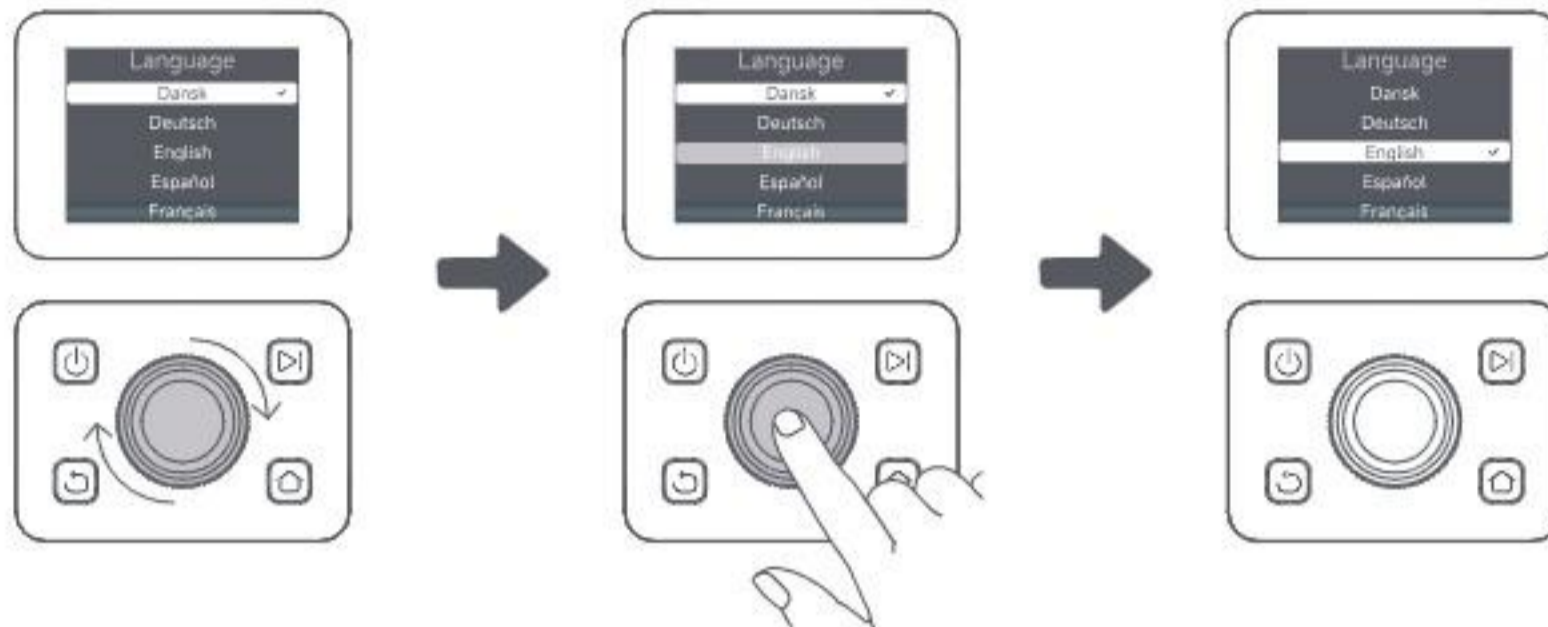 Language
Dansk
Deutsch
English
Español
Français
Language
Dansk
Deutsch
English
Español
Français
Language
Dansk
Deutsch
English
Español
Français